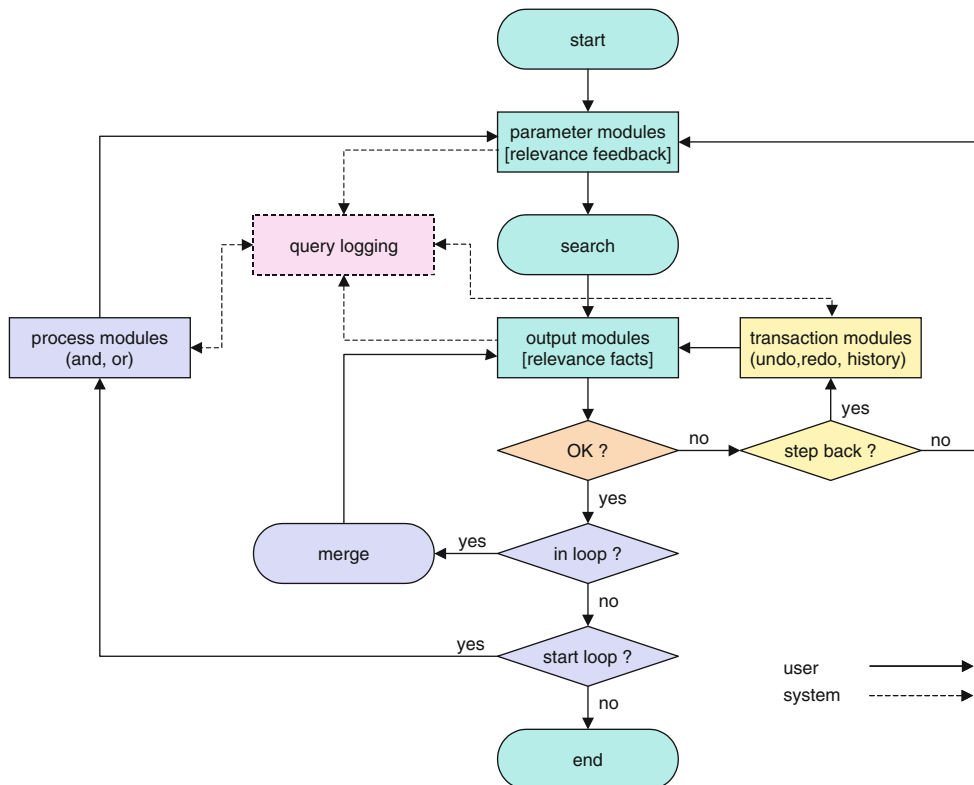 start
parameter modules
[relevance feedback]
query logging
search
process modules
(and, or)
output modules
[relevance facts]
transaction modules
(undo,redo, history)
yes
OK ?
no
step back ?
no
yes
merge
yes
in loop ?
no
yes
start loop ?
user
system
no
end